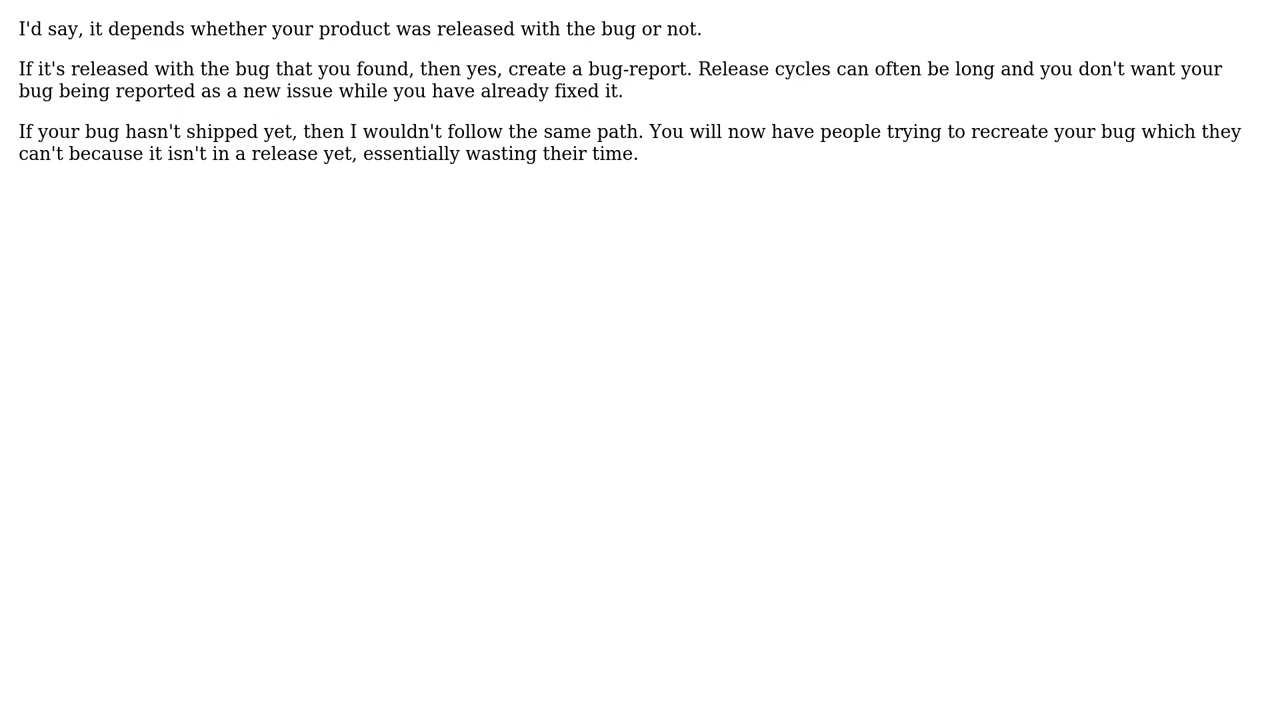 I'd say, it depends whether your product was released with the bug or not.
If it's released with the bug that you found, then yes, create a bug-report. Release cycles can often be long and you don't want your
bug being reported as a new issue while you have already fixed it.
If your bug hasn't shipped yet, then I wouldn't follow the same path. You will now have people trying to recreate your bug which they
can't because it isn't in a release yet, essentially wasting their time.